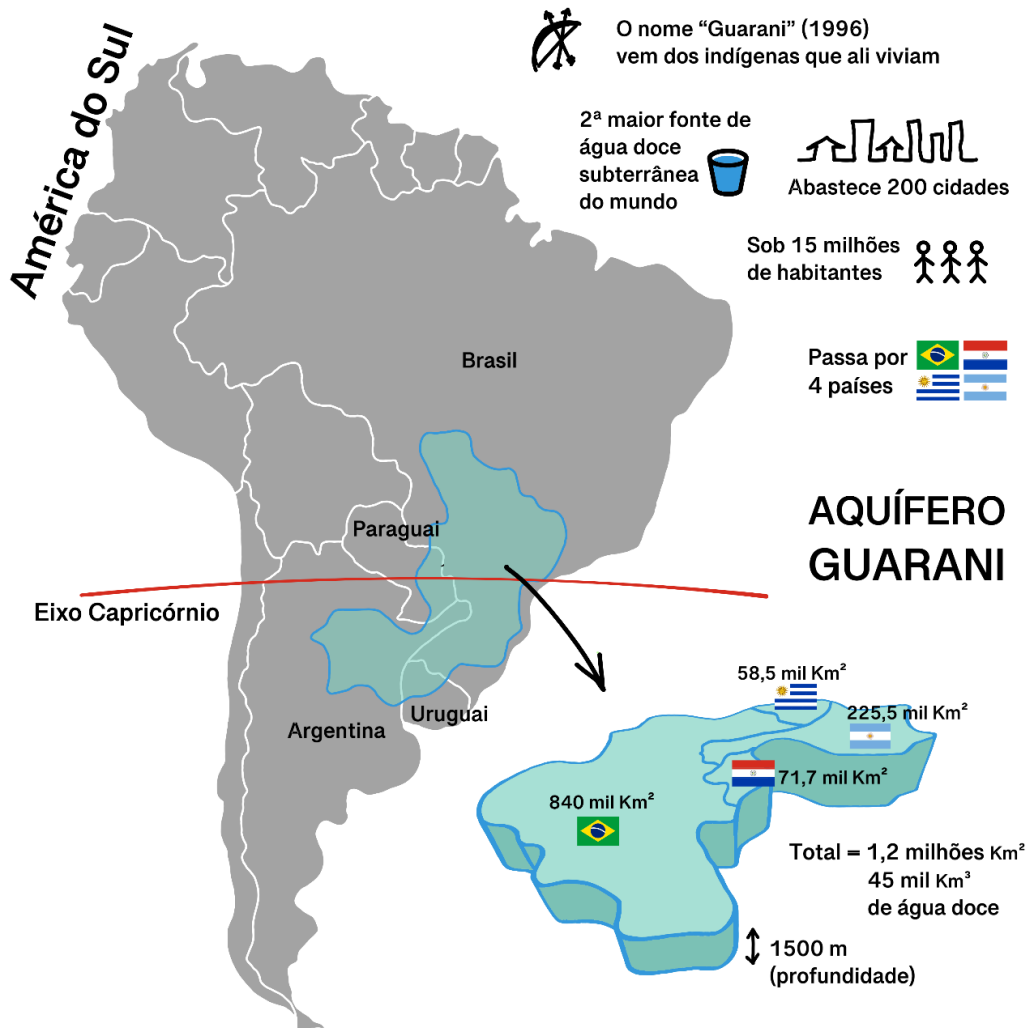 América do Sul
O nome “Guarani” (1996)
vem dos indígenas que ali viviam
2ª maior fonte de
água doce
subterrânea
do mundo
Abastece 200 cidades
Sob 15 milhões
de habitantes
Passa por
4 países
Brasil
Paraguai
AQUÍFERO
GUARANI
Eixo Capricórnio
Argentina
Uruguai
58,5 mil Km²
225,5 mil Km²
71,7 mil Km²
840 mil Km²
Total = 1,2 milhões Km²
45 mil Km³
de água doce
1500 m
(profundidade)